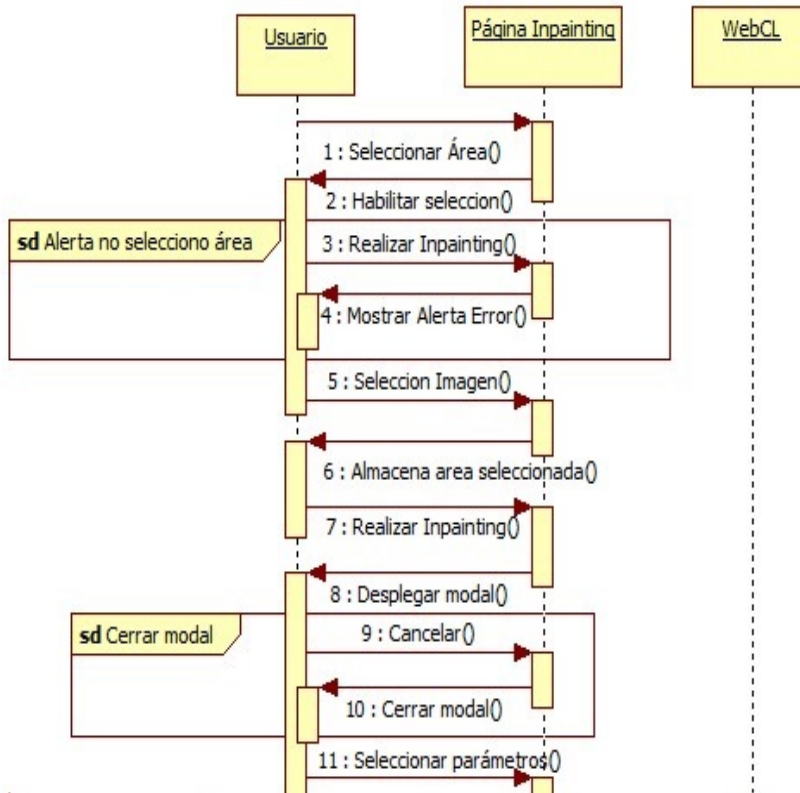 Usuario
Página Inpainting
WebCL
1 : Seleccionar Área()
2 : Habilitar seleccion()
sd Alerta no selecciono área
3 : Realizar Inpainting()
4 : Mostrar Alerta Error()
5 : Seleccion Imagen()
6 : Almacena area seleccionada()
7 : Realizar Inpainting()
8 : Desplegar modal()
sd Cerrar modal
9 : Cancelar()
10 : Cerrar modal()
11 : Seleccionar parámetros()